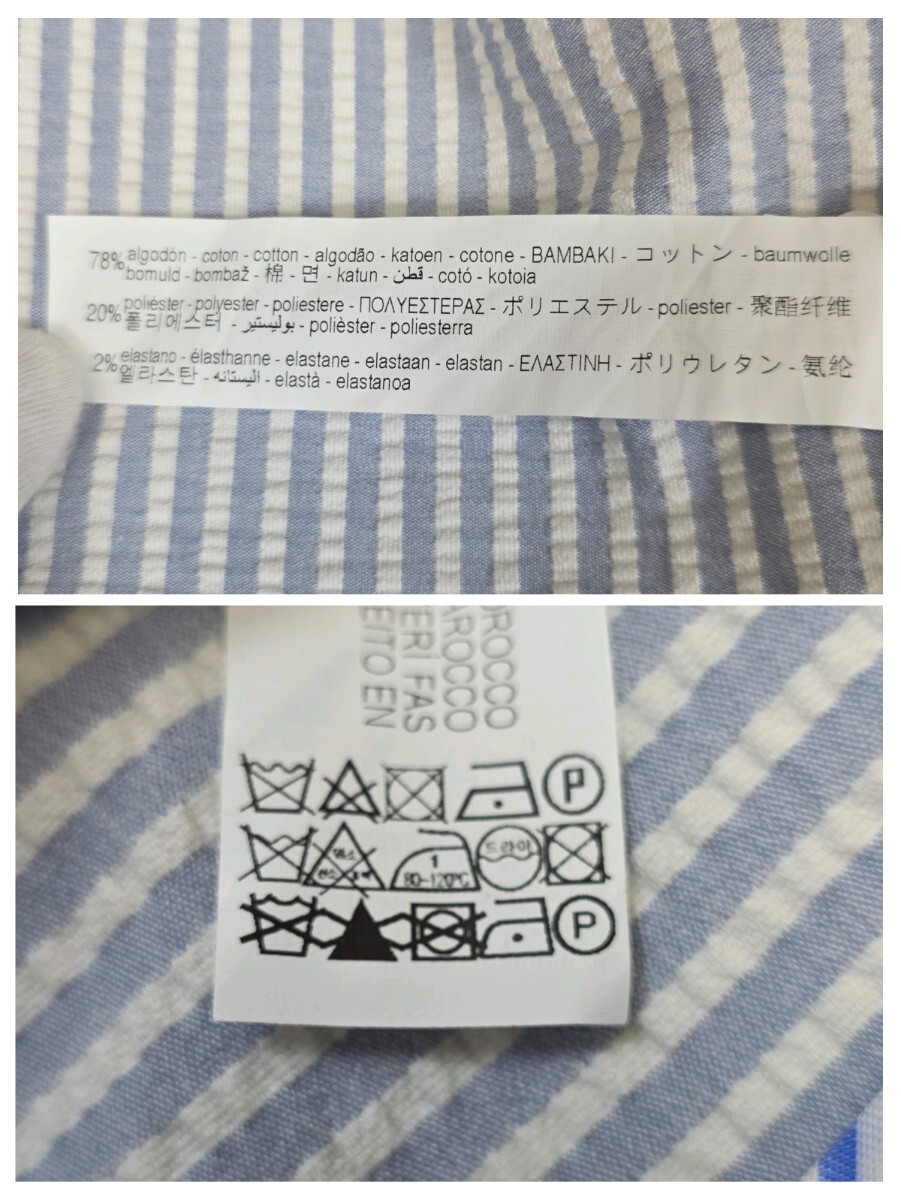 78% algodón - coton - cotton - algodão - katoen - cotone - BAMBAKI - コットン - baumwolle
bomuld - bombaž - 棉 - 면 - katun - قطن - cotó - kotoia
20% poliéster - polyester - poliestere - ΠΟΛΥΕΣΤΕΡΑΣ - ポリエステル - poliester - 聚酯纤维
폴리에스터 - بوليستير - polièster - poliesterra
2% elastano - élasthanne - elastane - elastaan - elastan - ΕΛΑΣΤΙΝΗ - ポリウレタン - 氨纶
엘라스탄 - اليستانه - elastà - elastanoa
OROCCO
AROCCO
ERI FAS
EITO EN
P
1
80-120°C
드라이
P